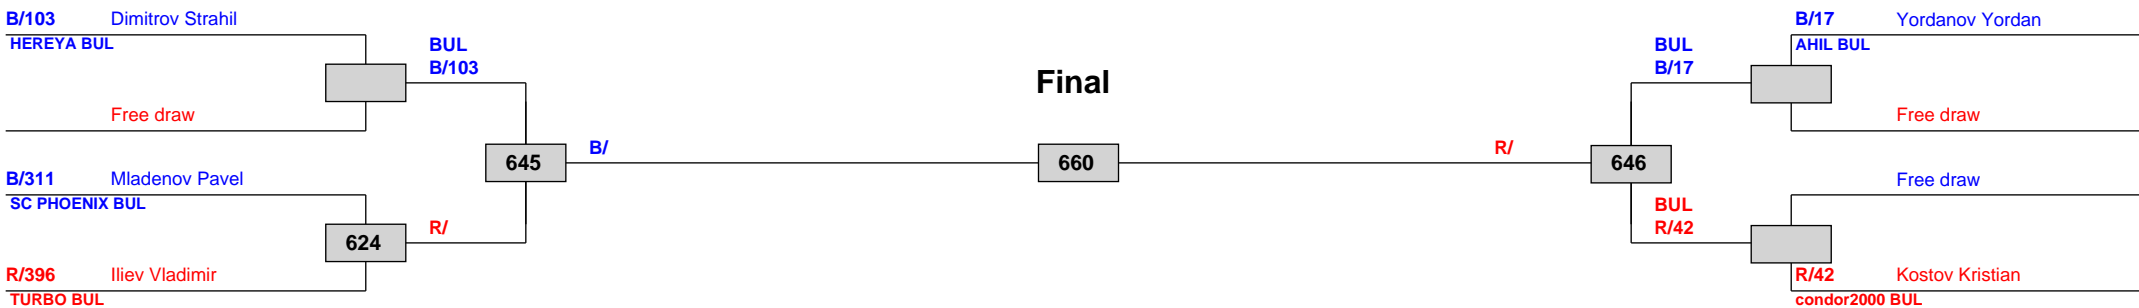 B/103 Dimitrov Strahil
HEREYA BUL
Free draw
B/311 Mladenov Pavel
SC PHOENIX BUL
R/396 Iliev Vladimir
TURBO BUL
BUL
B/103
624
R/
645
B/
Final
660
R/
646
BUL
B/17
BUL
R/42
B/17 Yordanov Yordan
AHIL BUL
Free draw
Free draw
R/42 Kostov Kristian
condor2000 BUL